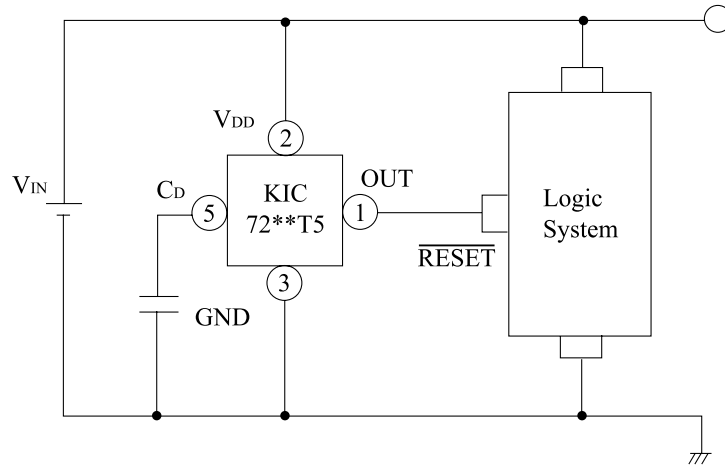 VDD
2
VIN
CD
5
KIC
72**T5
OUT
1
RESET
Logic
System
3
GND